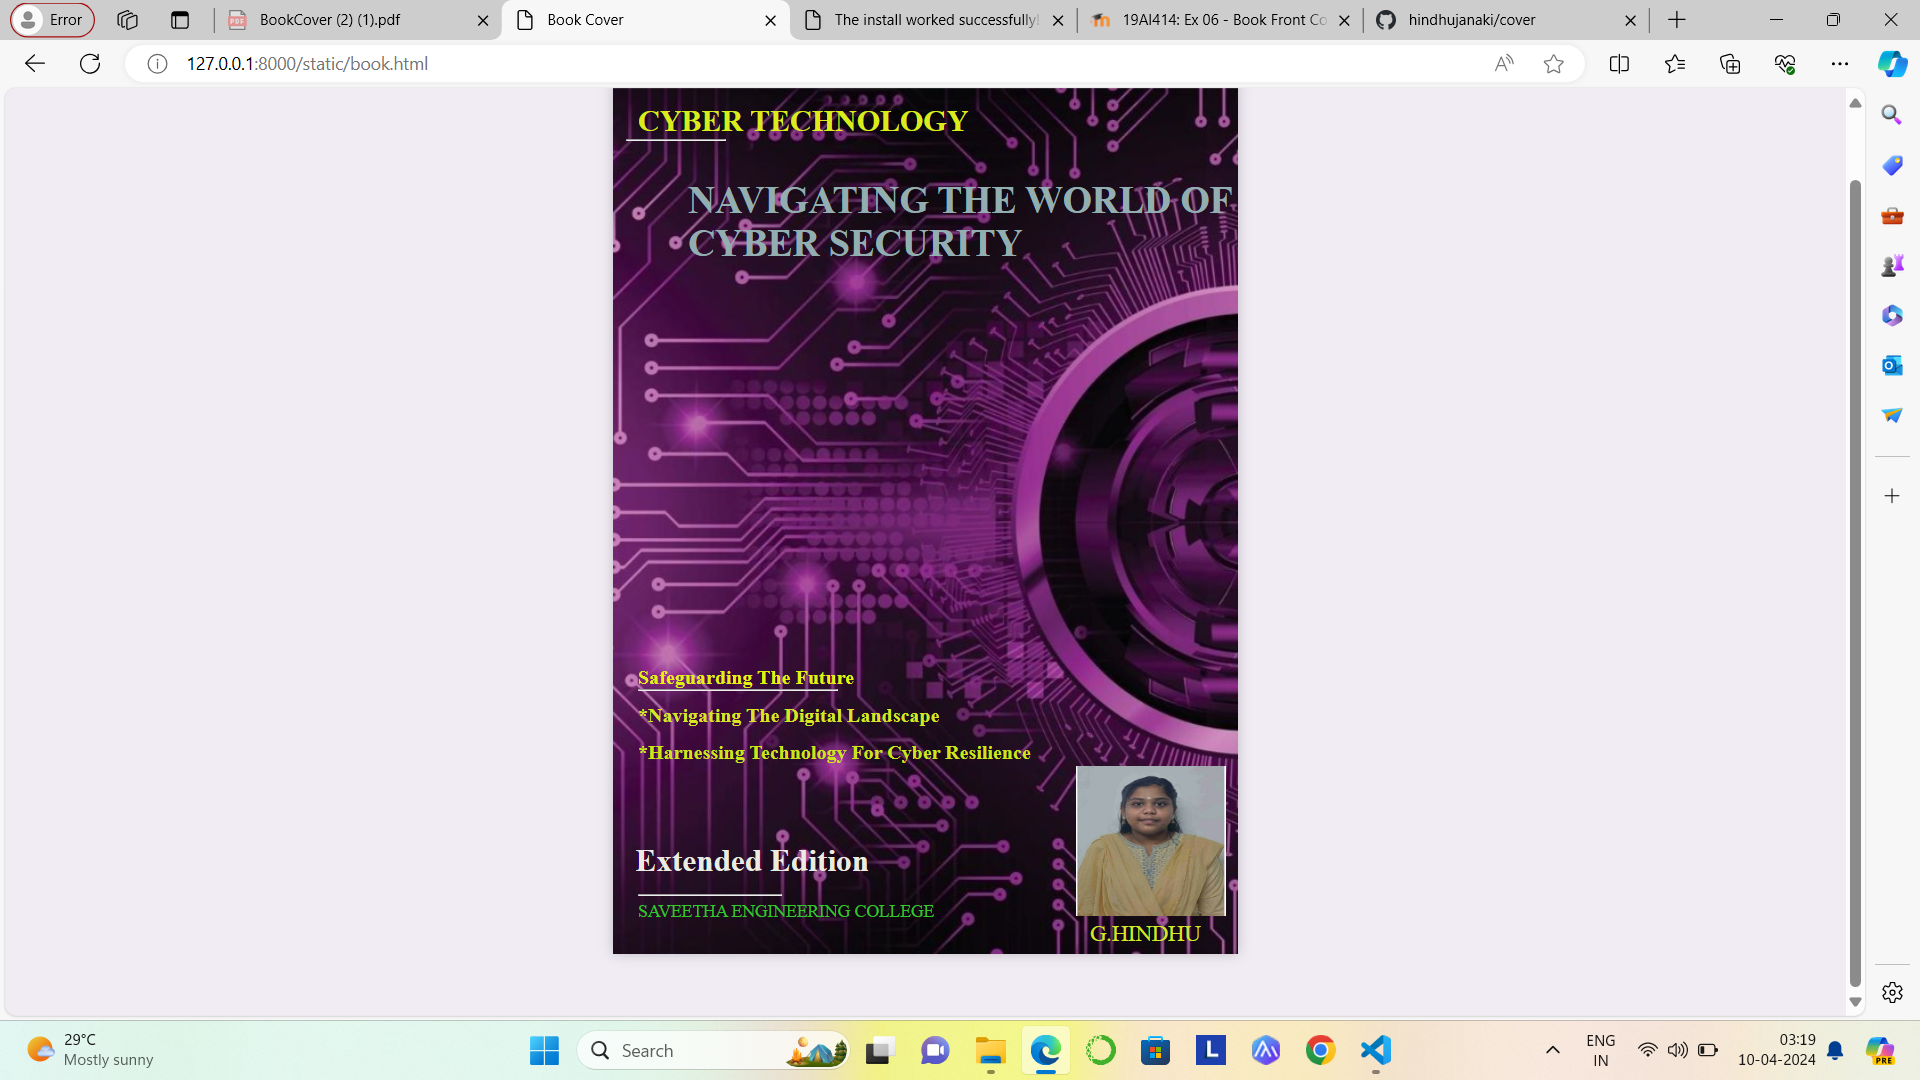 Error
BookCover (2) (1).pdf
Book Cover
The install worked successfully!
19AI414: Ex 06 - Book Front Co
hindhujanaki/cover
127.0.0.1:8000/static/book.html
CYBER TECHNOLOGY
NAVIGATING THE WORLD OF
CYBER SECURITY
Safeguarding The Future
*Navigating The Digital Landscape
*Harnessing Technology For Cyber Resilience
Extended Edition
SAVEETHA ENGINEERING COLLEGE
G.HINDHU
29°C
Mostly sunny
Search
L
ENG
IN
03:19
10-04-2024
PRE